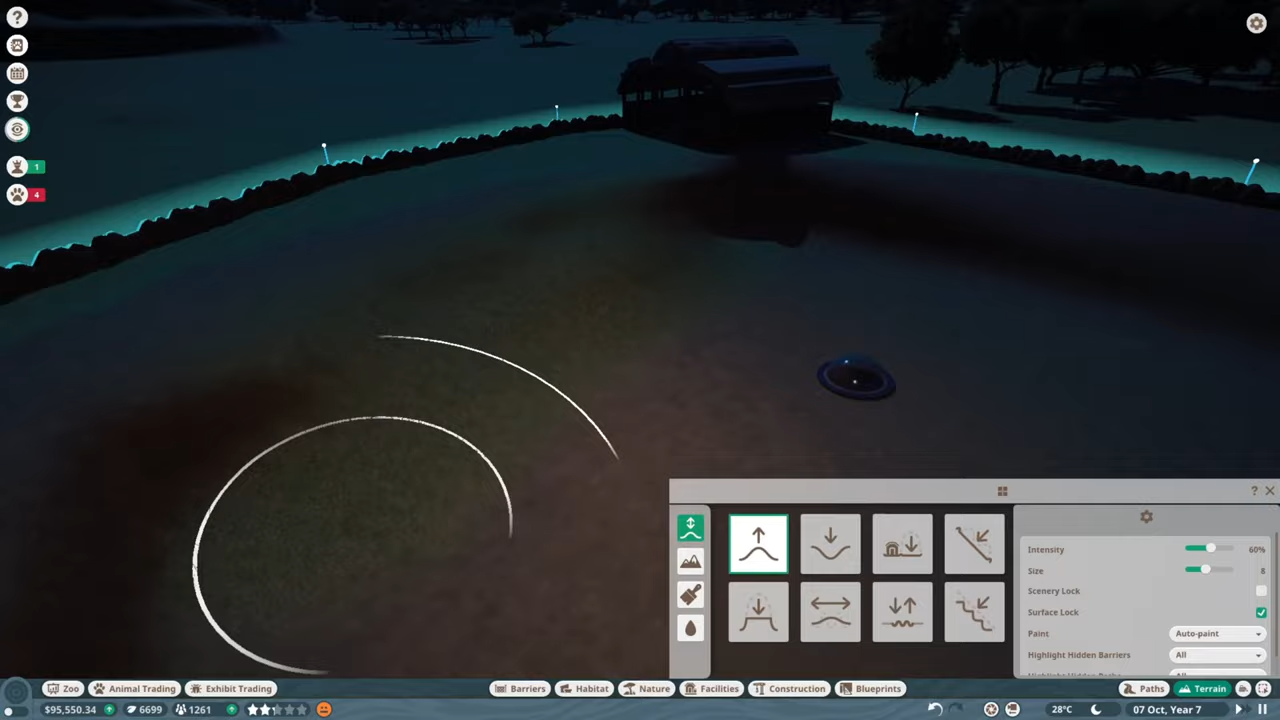 ?
1
4
? ×
Intensity 60%
Size 8
Scenery Lock
Surface Lock
Paint Auto-paint
Highlight Hidden Barriers All
Zoo Animal Trading Exhibit Trading Barriers Habitat Nature Facilities Construction Blueprints Paths Terrain
$95,550.34 6699 1261 28°C 07 Oct, Year 7